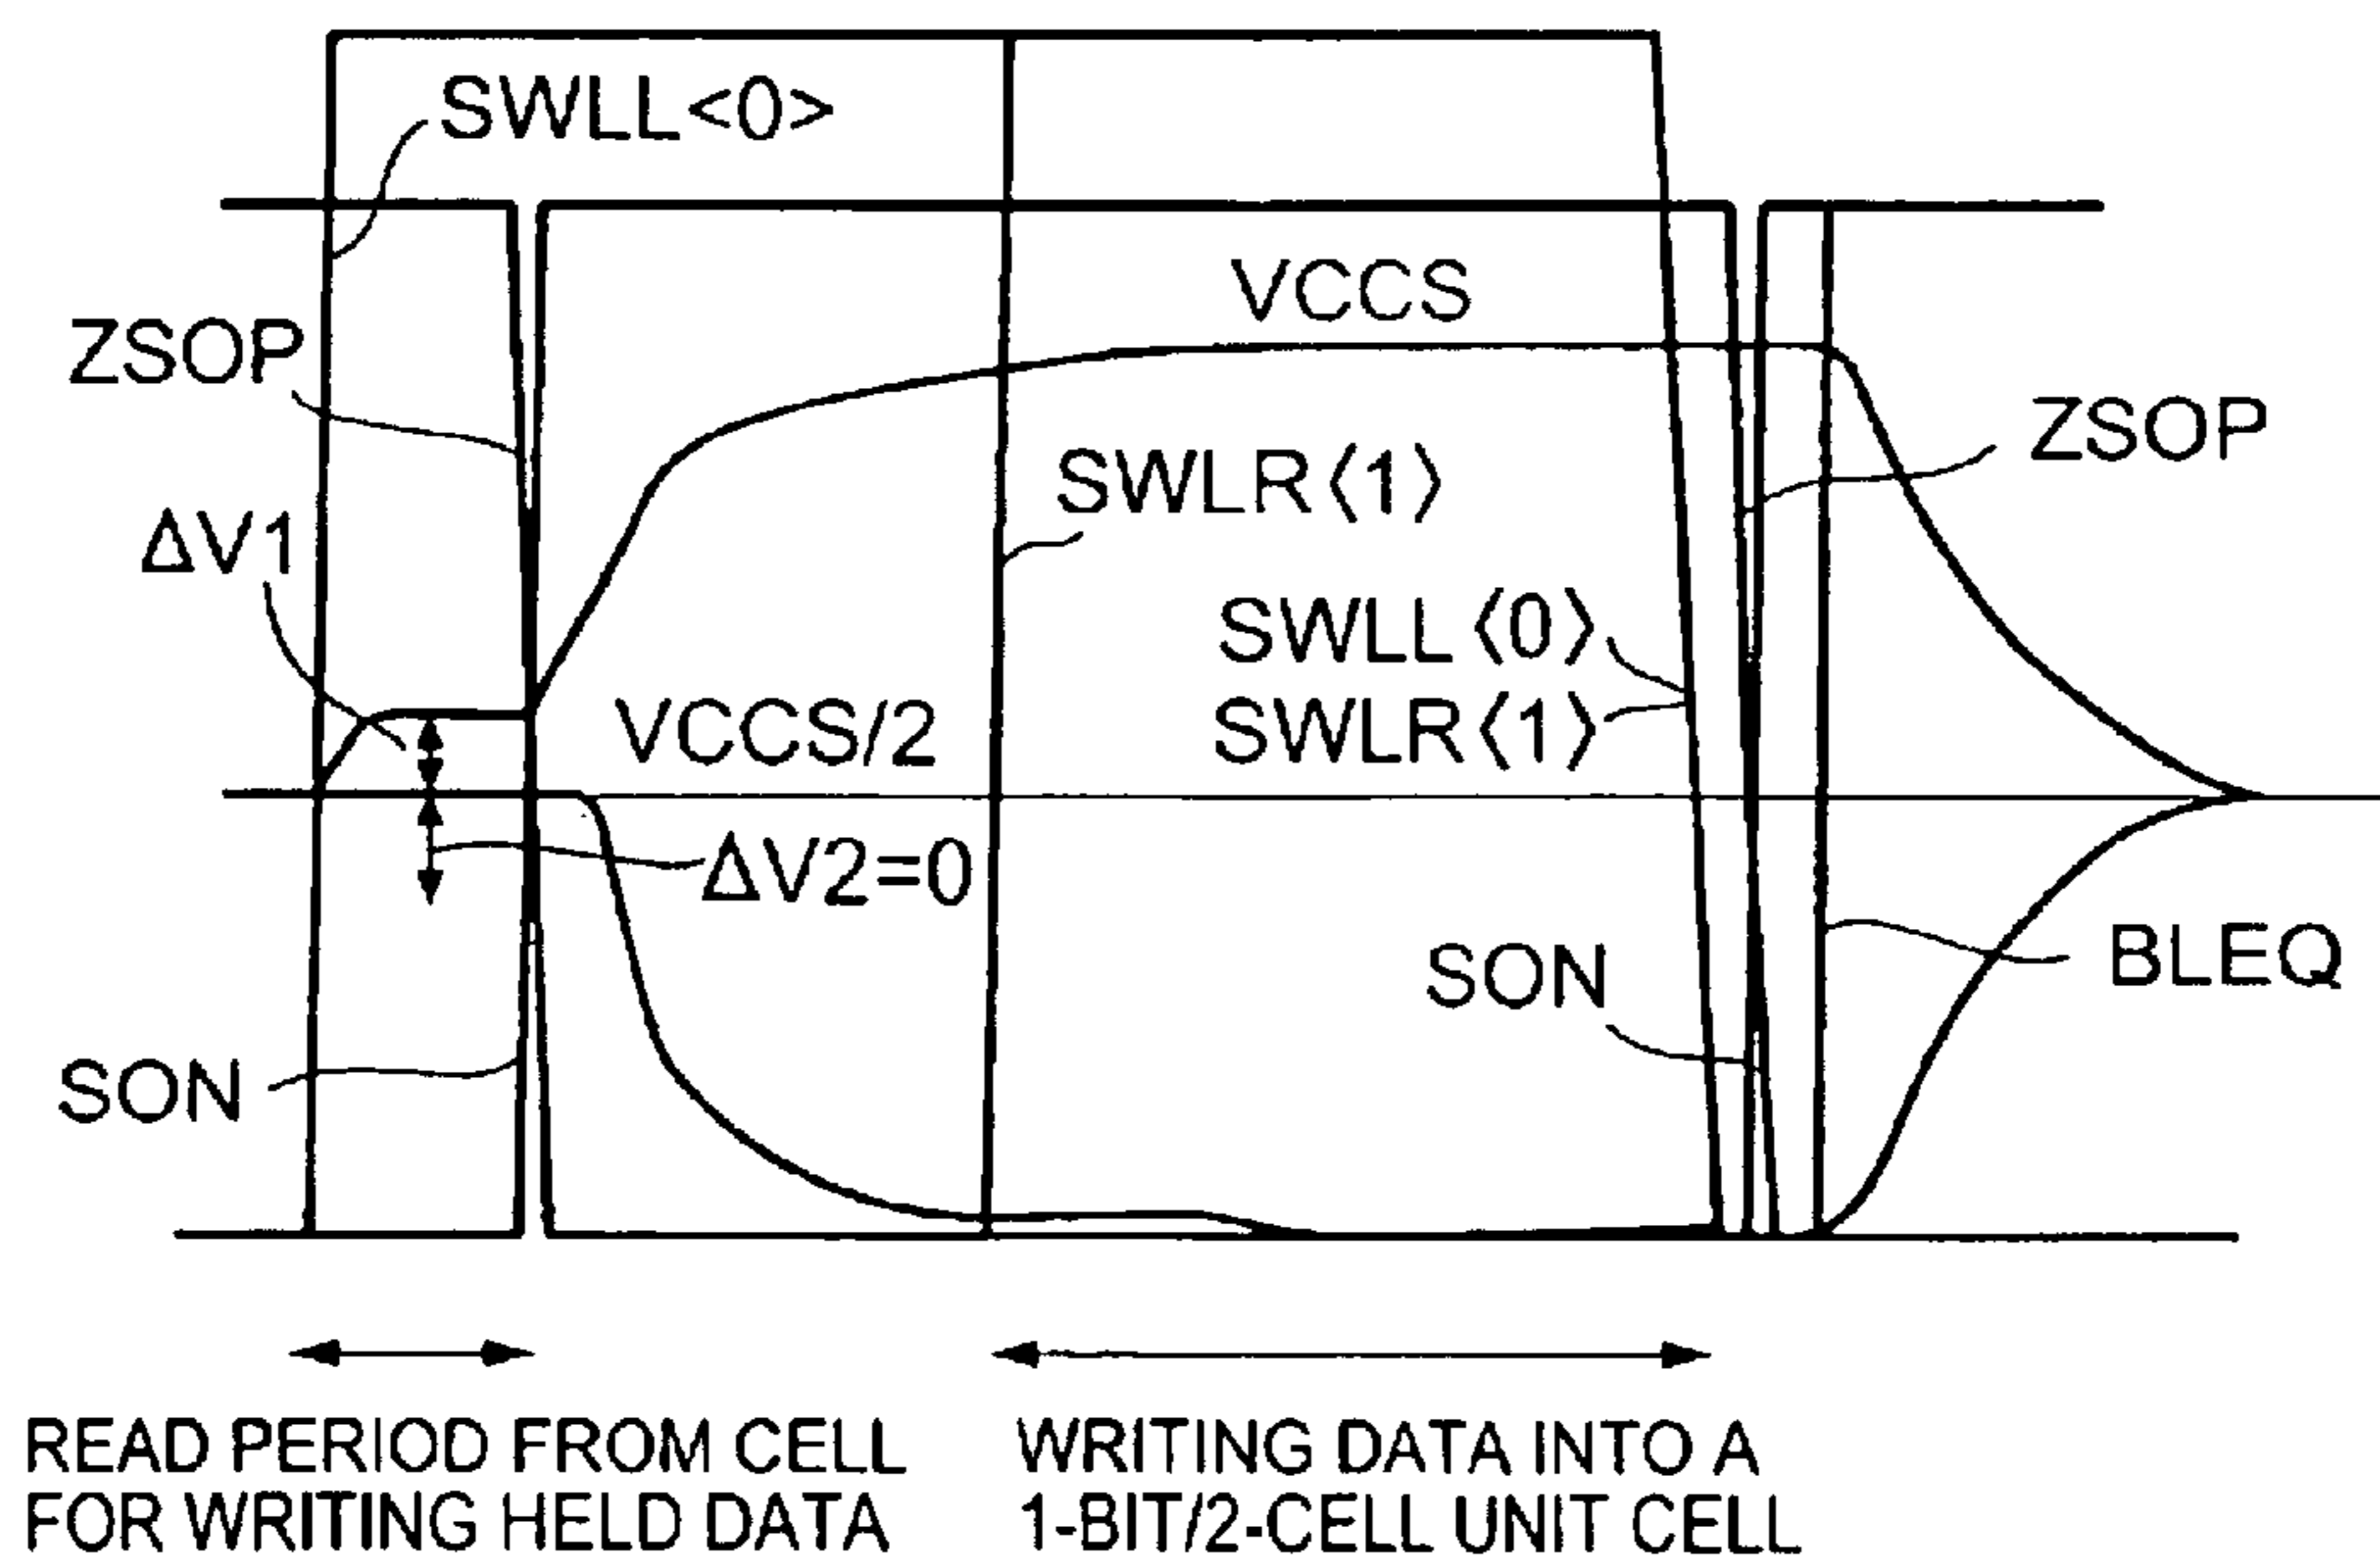 SWLL<0>
ZSOP
VCCS
ZSOP
SWLR⟨1⟩
ΔV1
SWLL⟨0⟩
VCCS/2
SWLR⟨1⟩
ΔV2=0
BLEQ
SON
SON
READ PERIOD FROM CELL
FOR WRITING HELD DATA
WRITING DATA INTO A
1-BIT/2-CELL UNIT CELL